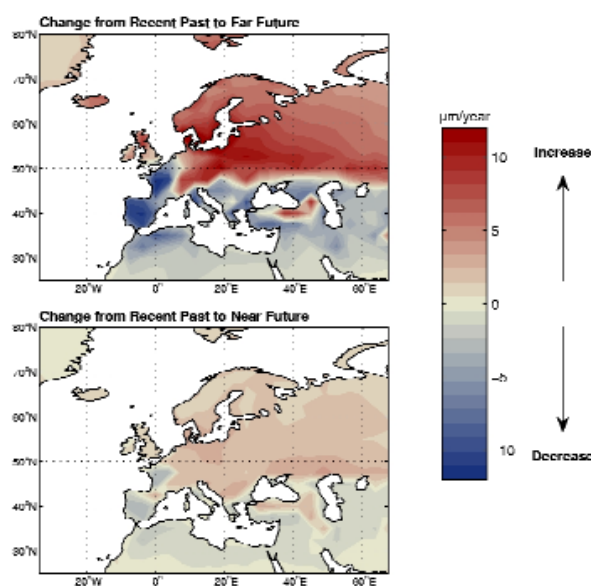 Change from Recent Past to Far Future
80°N
70°N
60°N
50°N
40°N
30°N
20°W 0° 20°E 40°E 60°E
μm/year
10
5
0
-5
10
Increase
Decrease
Change from Recent Past to Near Future
80°N
70°N
60°N
50°N
40°N
30°N
20°W 0° 20°E 40°E 60°E